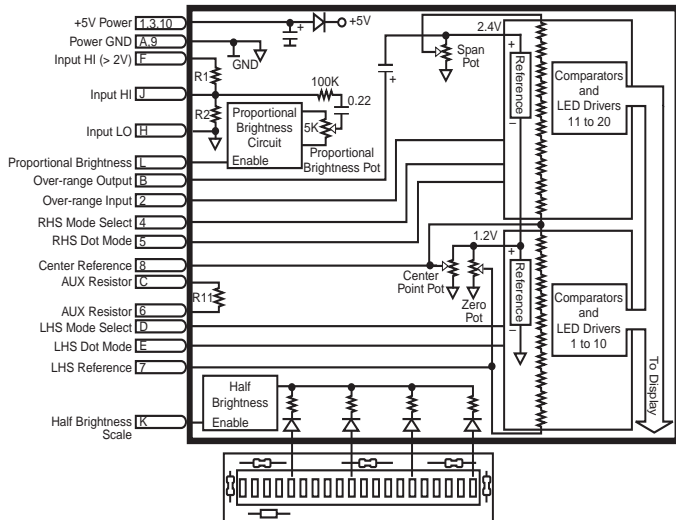 +5V Power 1,3,10
Power GND A,9
Input HI (> 2V) F
Input HI J
Input LO H
Proportional Brightness L
Over-range Output B
Over-range Input 2
RHS Mode Select 4
RHS Dot Mode 5
Center Reference 8
AUX Resistor C
AUX Resistor 6
LHS Mode Select D
LHS Dot Mode E
LHS Reference 7
Half Brightness Scale K
+
+5V
GND
R1
R2
100K
0.22
Proportional
Brightness
Circuit
Enable
5K
Proportional
Brightness Pot
+
2.4V
Span
Pot
+
Reference
–
Comparators
and
LED Drivers
11 to 20
1.2V
Center
Point Pot
Zero
Pot
+
Reference
–
Comparators
and
LED Drivers
1 to 10
To Display
R11
Half
Brightness
Enable